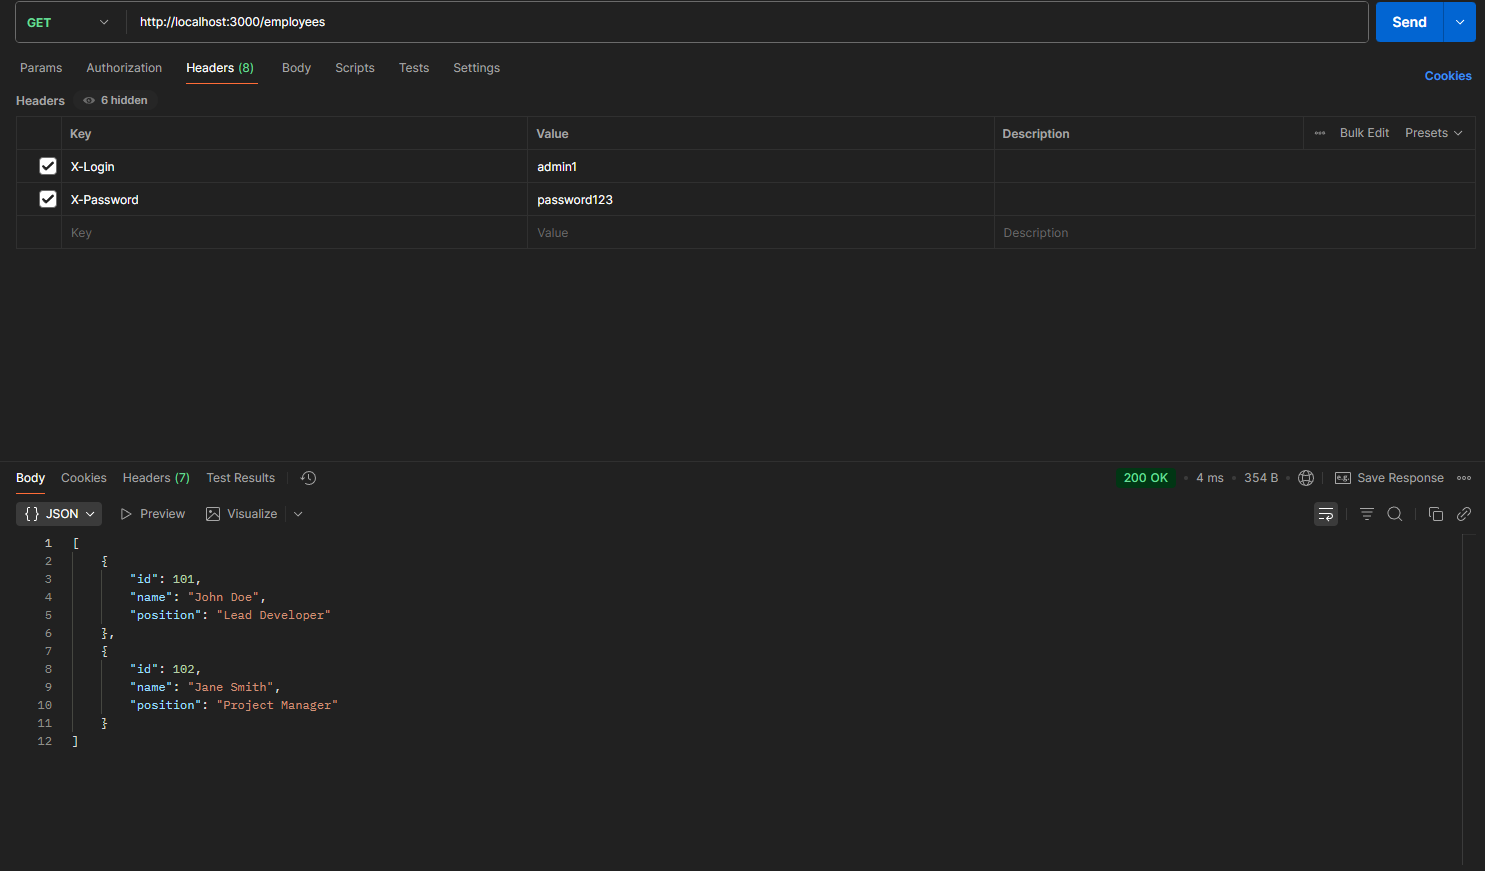 GET http://localhost:3000/employees Send
Params Authorization Headers (8) Body Scripts Tests Settings
Cookies
Headers 6 hidden
Key Value Description Bulk Edit Presets
X-Login admin1
X-Password password123
Key Value Description
Body Cookies Headers (7) Test Results 200 OK • 4 ms • 354 B • e.g. Save Response
{} JSON Preview Visualize
1 [
2 {
3 "id": 101,
4 "name": "John Doe",
5 "position": "Lead Developer"
6 },
7 {
8 "id": 102,
9 "name": "Jane Smith",
10 "position": "Project Manager"
11 }
12 ]